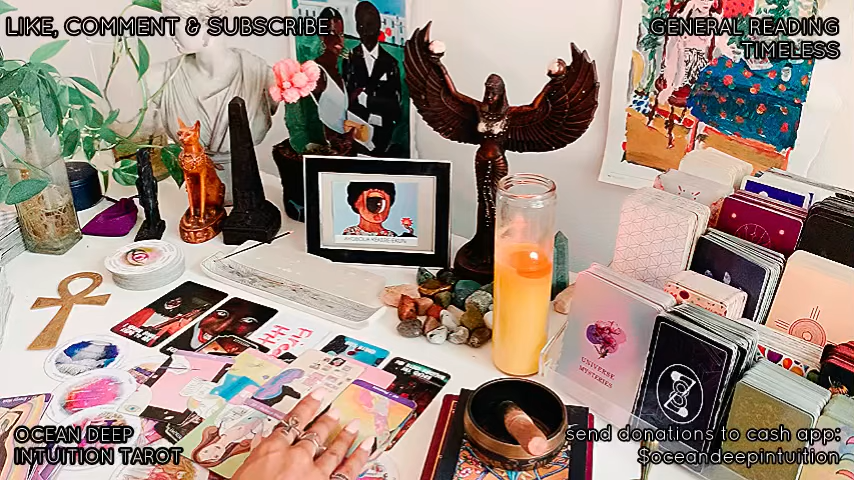 LIKE, COMMENT & SUBSCRIBE
GENERAL READING
TIMELESS
UNIVERSE
MYSTERIES
OCEAN DEEP
INTUITION TAROT
send donations to cash app:
$oceandeepintuition